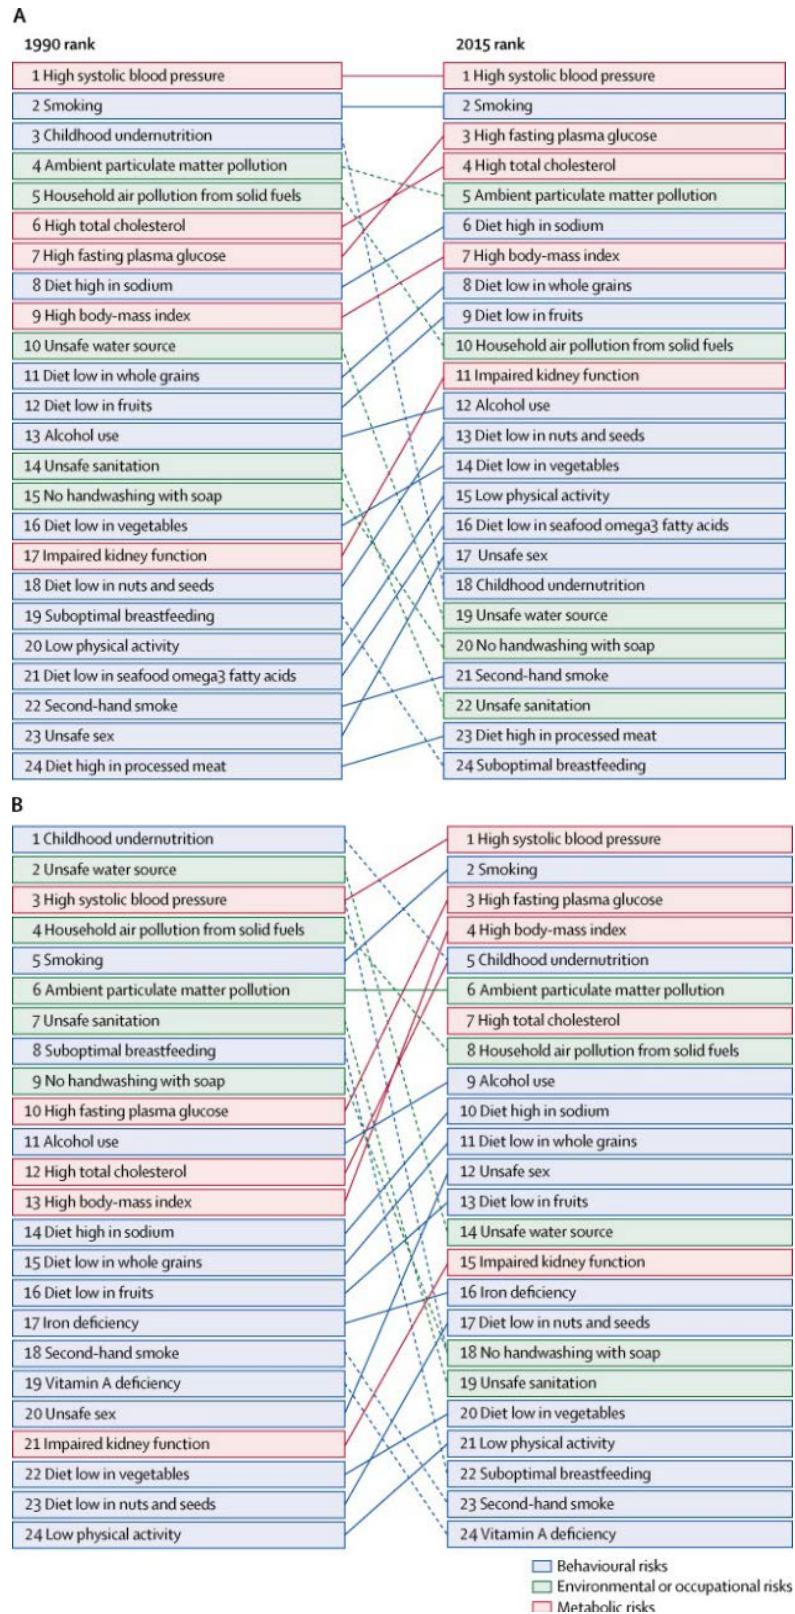 A
1990 rank
2015 rank
1 High systolic blood pressure
1 High systolic blood pressure
2 Smoking
2 Smoking
3 Childhood undernutrition
3 High fasting plasma glucose
4 Ambient particulate matter pollution
4 High total cholesterol
5 Household air pollution from solid fuels
5 Ambient particulate matter pollution
6 High total cholesterol
6 Diet high in sodium
7 High fasting plasma glucose
7 High body-mass index
8 Diet high in sodium
8 Diet low in whole grains
9 High body-mass index
9 Diet low in fruits
10 Unsafe water source
10 Household air pollution from solid fuels
11 Diet low in whole grains
11 Impaired kidney function
12 Diet low in fruits
12 Alcohol use
13 Alcohol use
13 Diet low in nuts and seeds
14 Unsafe sanitation
14 Diet low in vegetables
15 No handwashing with soap
15 Low physical activity
16 Diet low in vegetables
16 Diet low in seafood omega3 fatty acids
17 Impaired kidney function
17 Unsafe sex
18 Diet low in nuts and seeds
18 Childhood undernutrition
19 Suboptimal breastfeeding
19 Unsafe water source
20 Low physical activity
20 No handwashing with soap
21 Diet low in seafood omega3 fatty acids
21 Second-hand smoke
22 Second-hand smoke
22 Unsafe sanitation
23 Unsafe sex
23 Diet high in processed meat
24 Diet high in processed meat
24 Suboptimal breastfeeding
B
1 Childhood undernutrition
1 High systolic blood pressure
2 Unsafe water source
2 Smoking
3 High systolic blood pressure
3 High fasting plasma glucose
4 Household air pollution from solid fuels
4 High body-mass index
5 Smoking
5 Childhood undernutrition
6 Ambient particulate matter pollution
6 Ambient particulate matter pollution
7 Unsafe sanitation
7 High total cholesterol
8 Suboptimal breastfeeding
8 Household air pollution from solid fuels
9 No handwashing with soap
9 Alcohol use
10 High fasting plasma glucose
10 Diet high in sodium
11 Alcohol use
11 Diet low in whole grains
12 High total cholesterol
12 Unsafe sex
13 High body-mass index
13 Diet low in fruits
14 Diet high in sodium
14 Unsafe water source
15 Diet low in whole grains
15 Impaired kidney function
16 Diet low in fruits
16 Iron deficiency
17 Iron deficiency
17 Diet low in nuts and seeds
18 Second-hand smoke
18 No handwashing with soap
19 Vitamin A deficiency
19 Unsafe sanitation
20 Unsafe sex
20 Diet low in vegetables
21 Impaired kidney function
21 Low physical activity
22 Diet low in vegetables
22 Suboptimal breastfeeding
23 Diet low in nuts and seeds
23 Second-hand smoke
24 Low physical activity
24 Vitamin A deficiency
Behavioural risks
Environmental or occupational risks
Metabolic risks